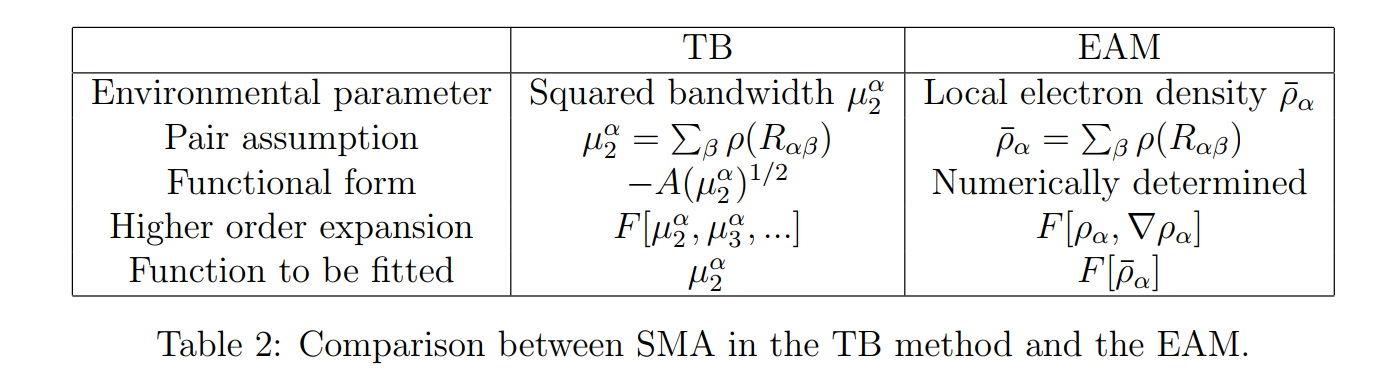 TB EAM
Environmental parameter Squared bandwidth μ₂^α Local electron density ρ̄_α
Pair assumption μ₂^α = ∑_β ρ(R_αβ) ρ̄_α = ∑_β ρ(R_αβ)
Functional form −A(μ₂^α)^1/2 Numerically determined
Higher order expansion F[μ₂^α, μ₃^α, ...] F[ρ_α, ∇ρ_α]
Function to be fitted μ₂^α F[ρ̄_α]
Table 2: Comparison between SMA in the TB method and the EAM.